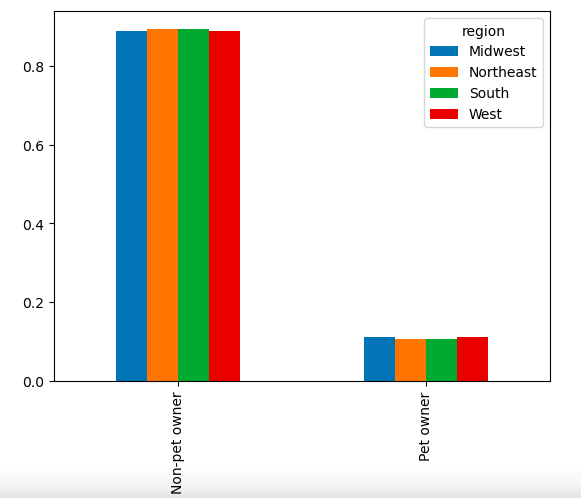 region
Midwest
Northeast
South
West
0.8
0.6
0.4
0.2
0.0
Non-pet owner
Pet owner